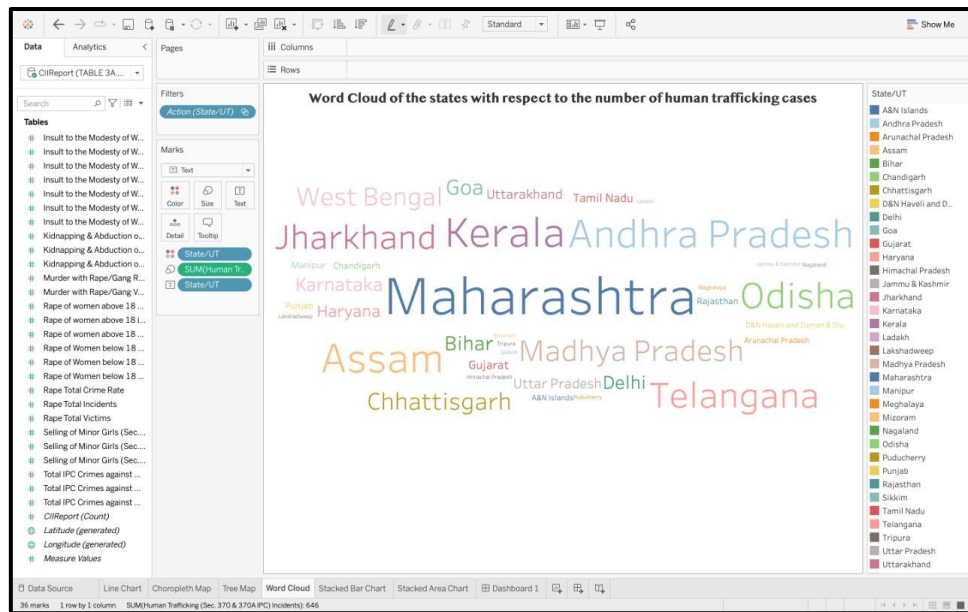 Standard
Show Me
Data Analytics
Pages
Columns
Rows
CIIReport (TABLE 3A....
Search
Tables
Insult to the Modesty of W...
Insult to the Modesty of W...
Insult to the Modesty of W...
Insult to the Modesty of W...
Insult to the Modesty of W...
Insult to the Modesty of W...
Insult to the Modesty of W...
Kidnapping & Abduction o...
Kidnapping & Abduction o...
Kidnapping & Abduction o...
Murder with Rape/Gang R...
Murder with Rape/Gang V...
Rape of women above 18 ...
Rape of women above 18 i...
Rape of women above 18 ...
Rape of Women below 18 ...
Rape of Women below 18 ...
Rape of Women below 18 ...
Rape Total Crime Rate
Rape Total Incidents
Rape Total Victims
Selling of Minor Girls (Sec....
Selling of Minor Girls (Sec....
Selling of Minor Girls (Sec....
Total IPC Crimes against ...
Total IPC Crimes against ...
Total IPC Crimes against ...
CIIReport (Count)
Latitude (generated)
Longitude (generated)
Measure Values
Filters
Action (State/UT)
Marks
Text
Color Size Text
Detail Tooltip
State/UT
SUM(Human Tr..
State/UT
Word Cloud of the states with respect to the number of human trafficking cases
West Bengal Goa Uttarakhand Tamil Nadu Ladakh
Jharkhand Kerala Andhra Pradesh
Manipur Chandigarh Jammu & Kashmir Nagaland
Karnataka Maharashtra Meghalaya Odisha
Punjab Haryana Rajasthan
Lakshadweep
D&N Haveli and Daman & Diu
Assam Bihar Mizoram Tripura Sikkim Madhya Pradesh Arunachal Pradesh
Gujarat
Himachal Pradesh Uttar Pradesh Delhi
Chhattisgarh A&N Islands Puducherry Telangana
State/UT
A&N Islands
Andhra Pradesh
Arunachal Pradesh
Assam
Bihar
Chandigarh
Chhattisgarh
D&N Haveli and D..
Delhi
Goa
Gujarat
Haryana
Himachal Pradesh
Jammu & Kashmir
Jharkhand
Karnataka
Kerala
Ladakh
Lakshadweep
Madhya Pradesh
Maharashtra
Manipur
Meghalaya
Mizoram
Nagaland
Odisha
Puducherry
Punjab
Rajasthan
Sikkim
Tamil Nadu
Telangana
Tripura
Uttar Pradesh
Uttarakhand
Data Source Line Chart Choropleth Map Tree Map Word Cloud Stacked Bar Chart Stacked Area Chart Dashboard 1
36 marks 1 row by 1 column SUM(Human Trafficking (Sec. 370 & 370A IPC) Incidents): 646